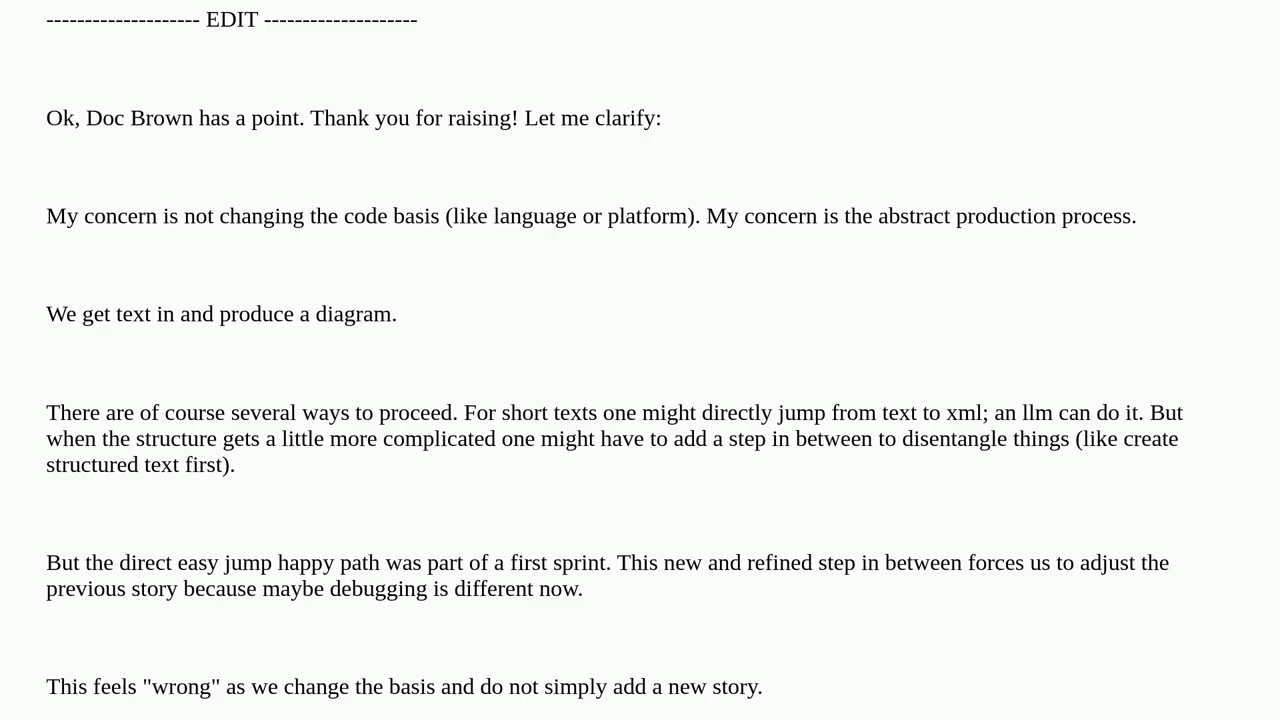 -------------------- EDIT --------------------
Ok, Doc Brown has a point. Thank you for raising! Let me clarify:
My concern is not changing the code basis (like language or platform). My concern is the abstract production process.
We get text in and produce a diagram.
There are of course several ways to proceed. For short texts one might directly jump from text to xml; an llm can do it. But
when the structure gets a little more complicated one might have to add a step in between to disentangle things (like create
structured text first).
But the direct easy jump happy path was part of a first sprint. This new and refined step in between forces us to adjust the
previous story because maybe debugging is different now.
This feels "wrong" as we change the basis and do not simply add a new story.